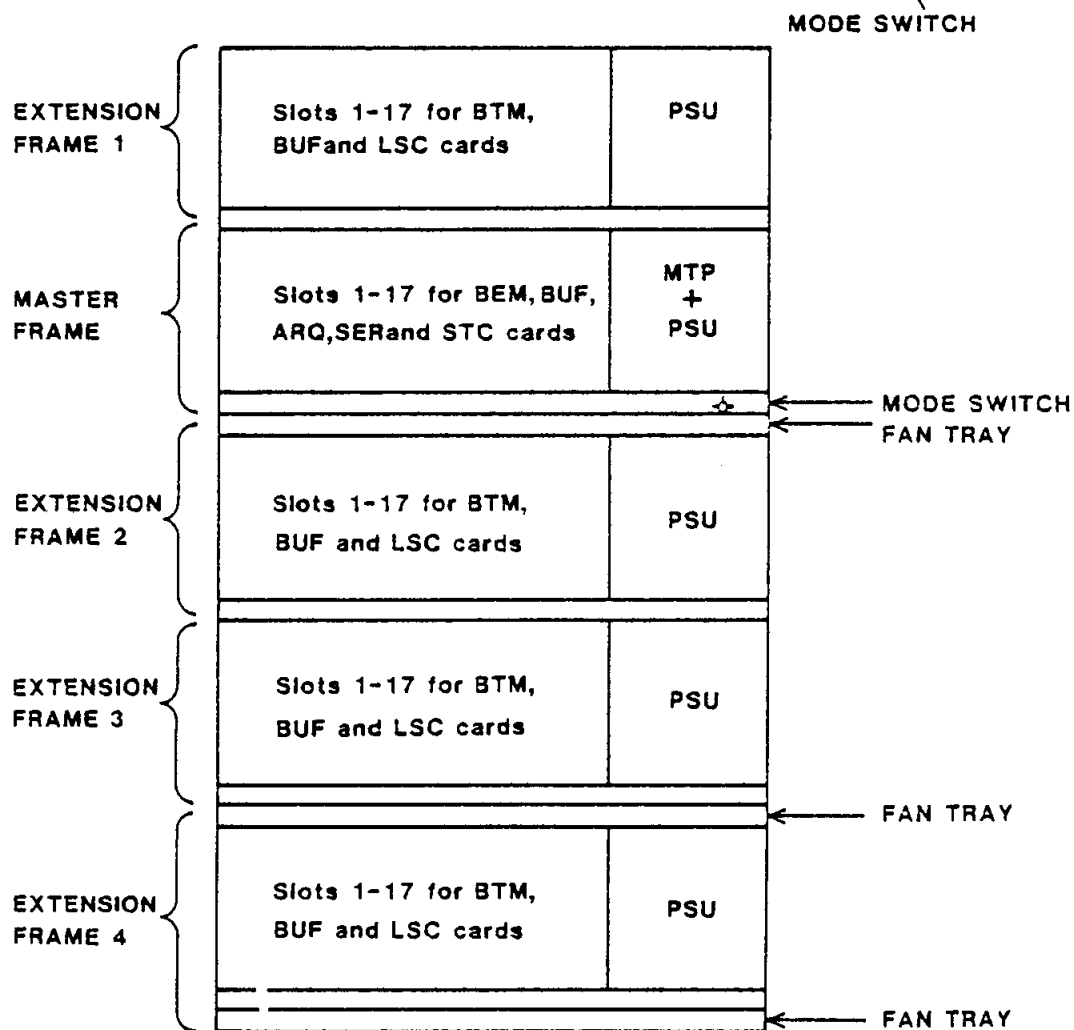 MODE SWITCH
EXTENSION
FRAME 1
Slots 1-17 for BTM,
BUFand LSC cards
PSU
MASTER
FRAME
Slots 1-17 for BEM, BUF,
ARQ,SERand STC cards
MTP
+
PSU
MODE SWITCH
FAN TRAY
EXTENSION
FRAME 2
Slots 1-17 for BTM,
BUF and LSC cards
PSU
EXTENSION
FRAME 3
Slots 1-17 for BTM,
BUF and LSC cards
PSU
FAN TRAY
EXTENSION
FRAME 4
Slots 1-17 for BTM,
BUF and LSC cards
PSU
FAN TRAY